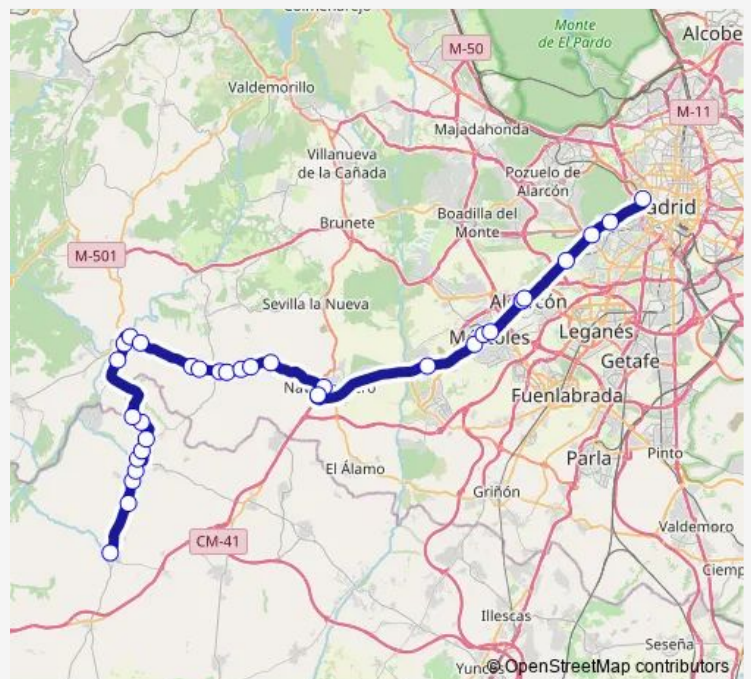 Monte
de El Pardo
Alcobe
M-50
Valdemorillo
M-11
Majadahonda
Villanueva
de la Cañada
Pozuelo de
Alarcón
Boadilla del
Monte
adrid
Brunete
M-501
Sevilla la Nueva
Leganés
Getafe
Fuenlabrada
El Álamo
Parla
Pinto
Griñón
Valdemoro
CM-41
Ciemp
Illescas
Seseña
Yuncos
© OpenStreetMap contributors